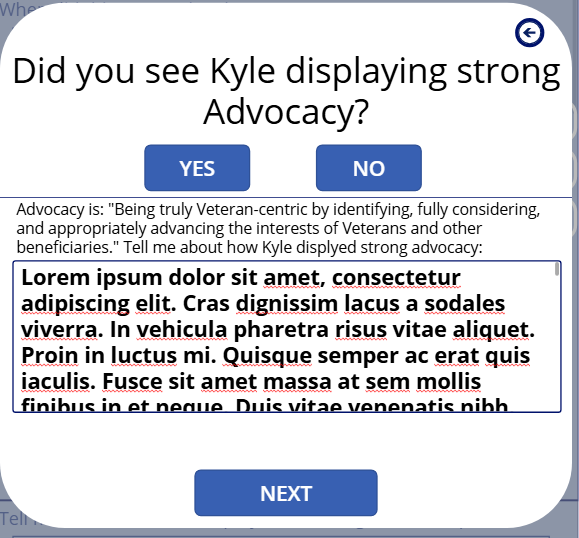 When
Did you see Kyle displaying strong
Advocacy?
YES NO
Advocacy is: "Being truly Veteran-centric by identifying, fully considering,
and appropriately advancing the interests of Veterans and other
beneficiaries." Tell me about how Kyle displyed strong advocacy:
Lorem ipsum dolor sit amet, consectetur
adipiscing elit. Cras dignissim lacus a sodales
viverra. In vehicula pharetra risus vitae aliquet.
Proin in luctus mi. Quisque semper ac erat quis
iaculis. Fusce sit amet massa at sem mollis
finibus in et neque. Duis vitae venenatis nibh
NEXT
Tell